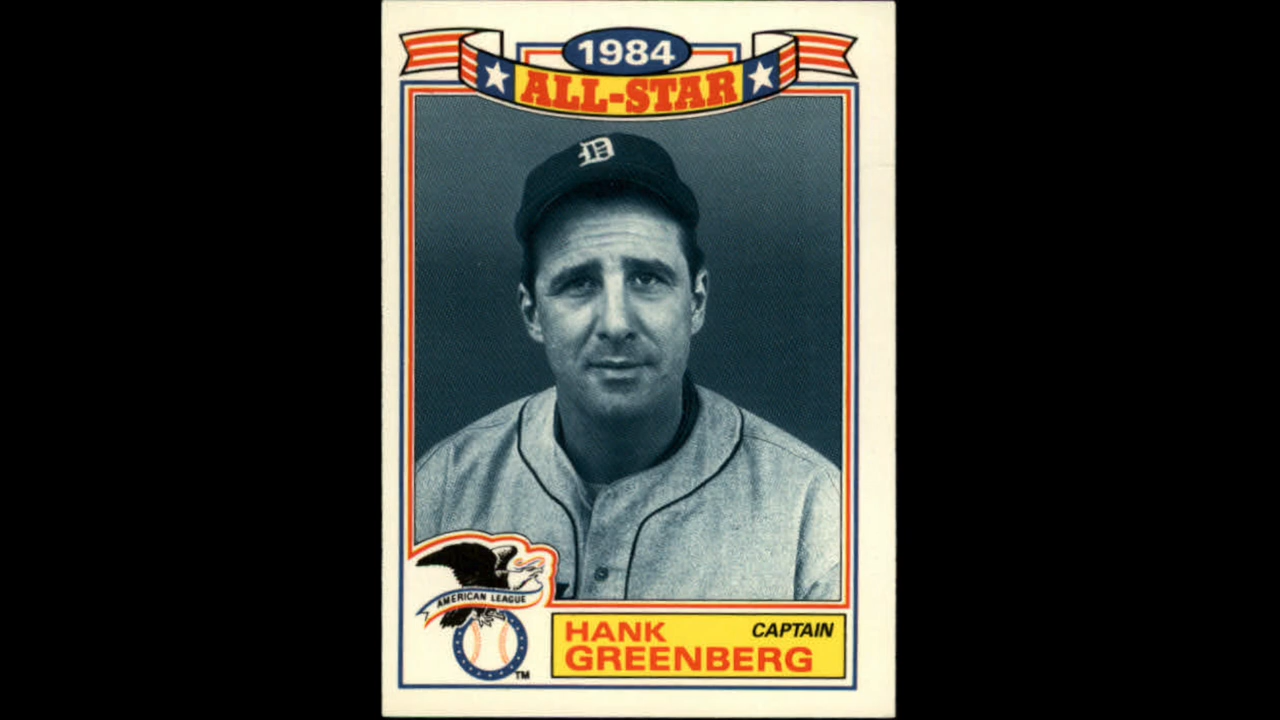 1984
ALL-STAR
D
AMERICAN LEAGUE
TM
CAPTAIN
HANK
GREENBERG